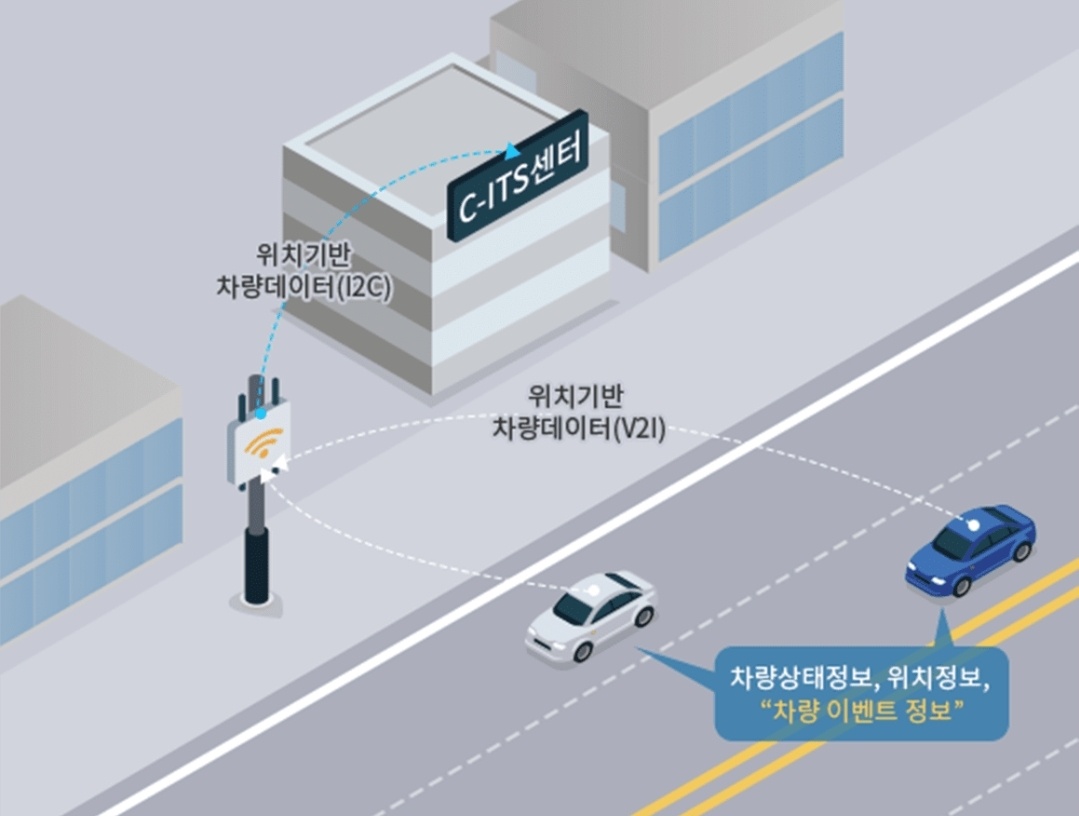 C-ITS센터
위치기반
차량데이터(I2C)
위치기반
차량데이터(V2I)
차량상태정보, 위치정보,
“차량 이벤트 정보”